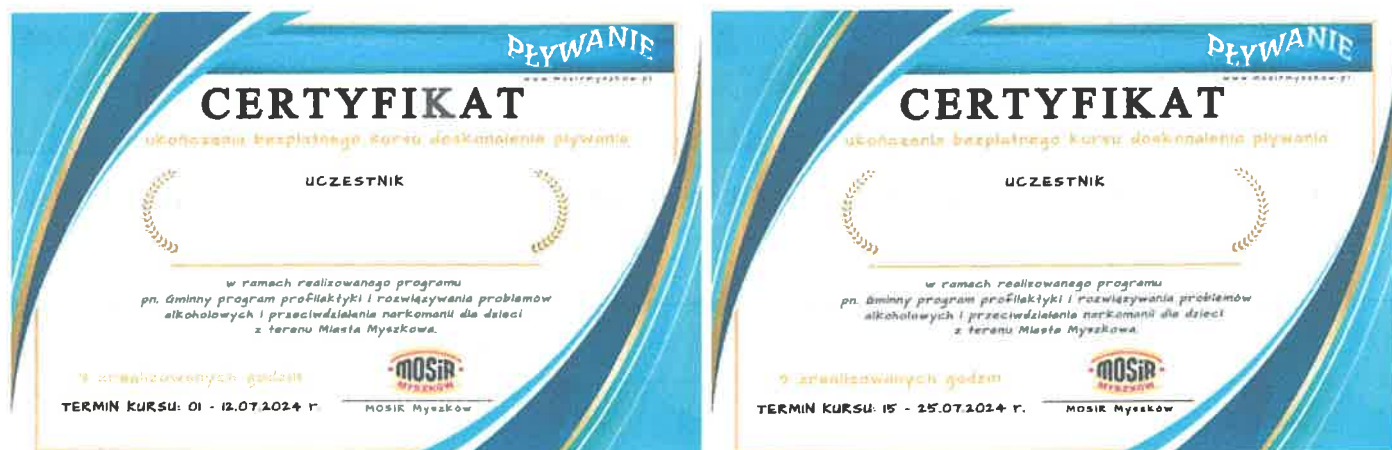 PŁYWANIE
www.mosirmyszkow.pl
CERTYFIKAT
ukończenia bezpłatnego kursu doskonalenia pływania
UCZESTNIK
w ramach realizowanego programu
pn. Gminny program profilaktyki i rozwiązywania problemów
alkoholowych i przeciwdziałania narkomanii dla dzieci
z terenu Miasta Myszkowa.
9 zrealizowanych godzin
MOSiR
MYSZKÓW
TERMIN KURSU: 01 - 12.07.2024 r.
MOSiR Myszków
PŁYWANIE
www.mosirmyszkow.pl
CERTYFIKAT
ukończenia bezpłatnego kursu doskonalenia pływania
UCZESTNIK
w ramach realizowanego programu
pn. Gminny program profilaktyki i rozwiązywania problemów
alkoholowych i przeciwdziałania narkomanii dla dzieci
z terenu Miasta Myszkowa.
9 zrealizowanych godzin
MOSiR
MYSZKÓW
TERMIN KURSU: 15 - 25.07.2024 r.
MOSiR Myszków